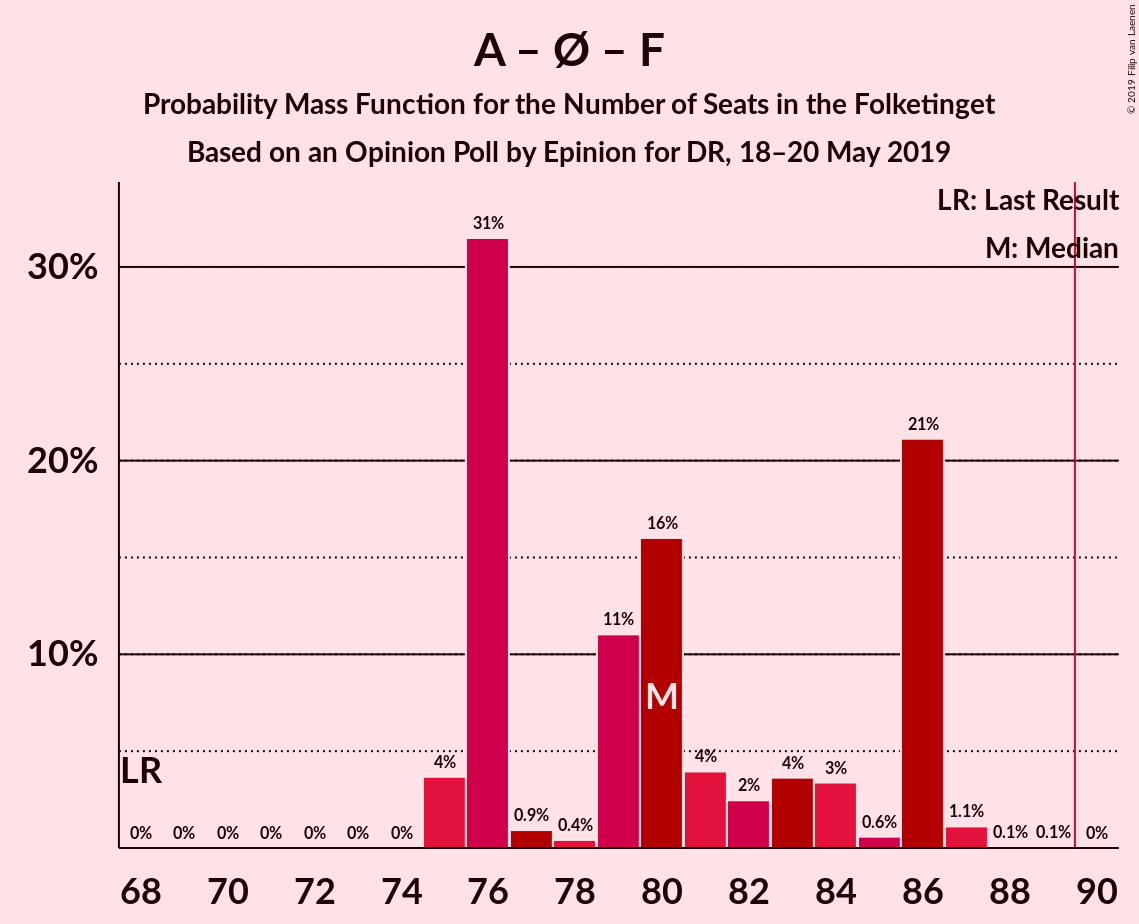 A – Ø – F
Probability Mass Function for the Number of Seats in the Folketinget
Based on an Opinion Poll by Epinion for DR, 18–20 May 2019
© 2019 Filip van Laenen
LR: Last Result
M: Median
30%
20%
10%
LR
M
0% 0% 0% 0% 0% 0% 0% 4% 31% 0.9% 0.4% 11% 16% 4% 2% 4% 3% 0.6% 21% 1.1% 0.1% 0.1% 0%
68 70 72 74 76 78 80 82 84 86 88 90